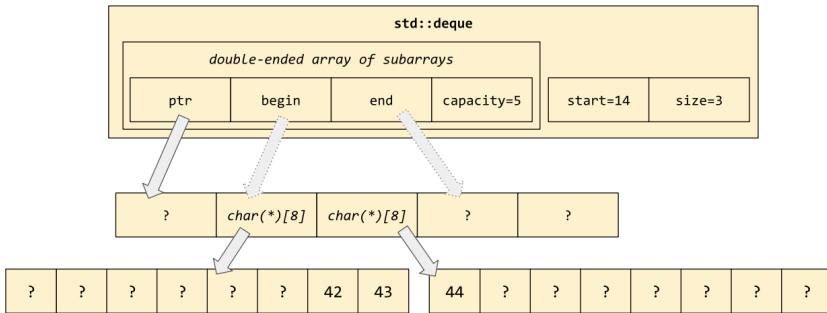 std::deque
double-ended array of subarrays
ptr begin end capacity=5 start=14 size=3
? char(*)[8] char(*)[8] ? ?
? ? ? ? ? ? 42 43 44 ? ? ? ? ? ? ?